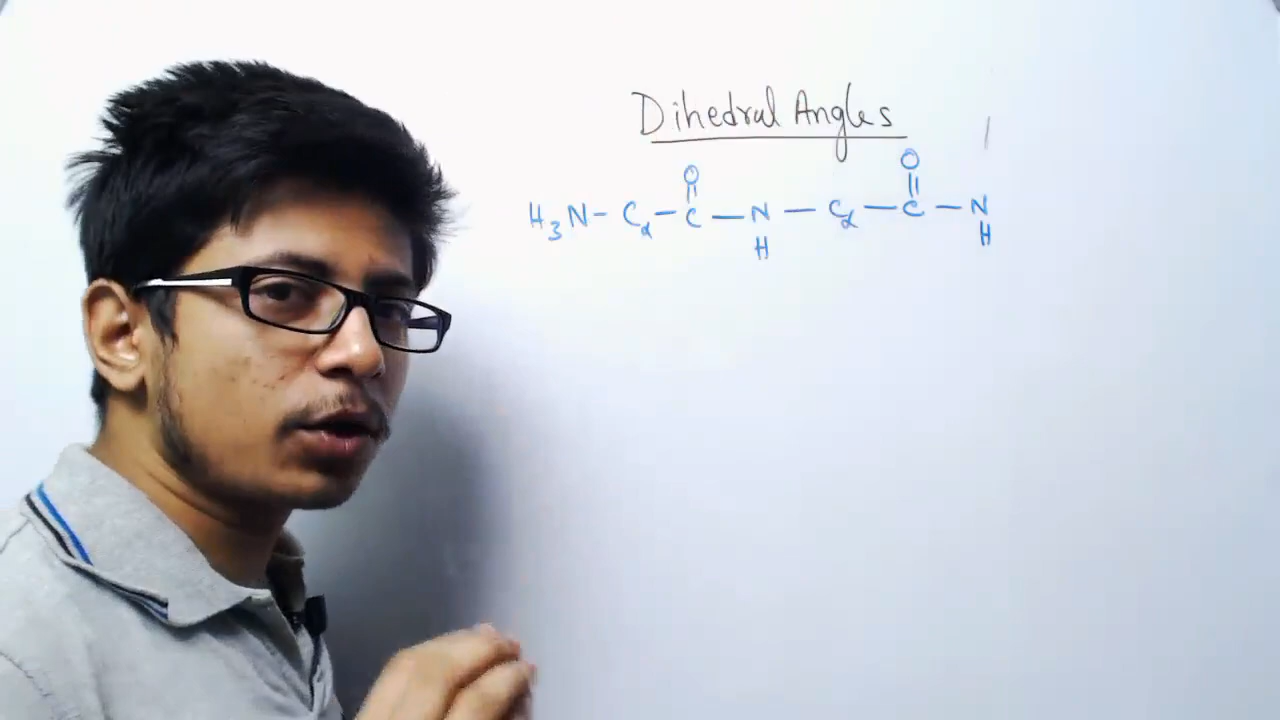 Dihedral Angles
O O
H₃N - Cα - C - N - Cα - C - N
H H